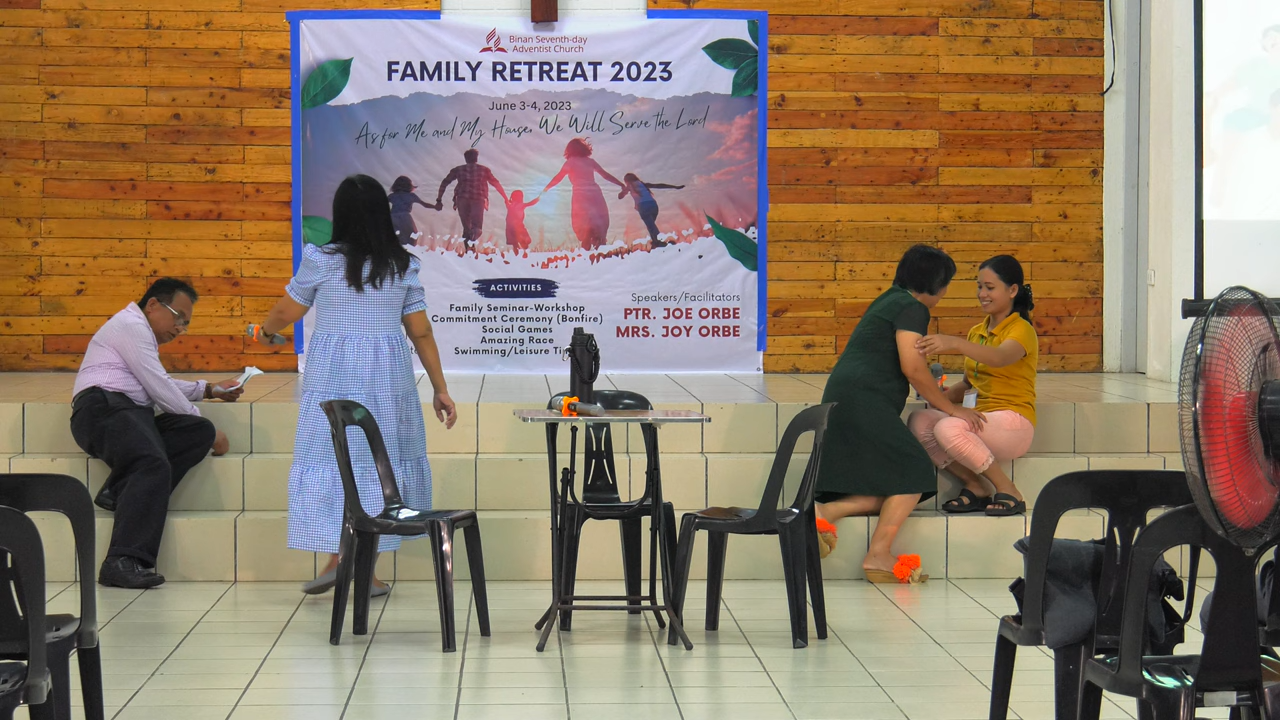 Binan Seventh-day
Adventist Church
FAMILY RETREAT 2023
June 3-4, 2023
As for Me and My House, We Will Serve the Lord
ACTIVITIES
Family Seminar-Workshop
Commitment Ceremony (Bonfire)
Social Games
Amazing Race
Swimming/Leisure
Speakers/Facilitators
PTR. JOE ORBE
MRS. JOY ORBE